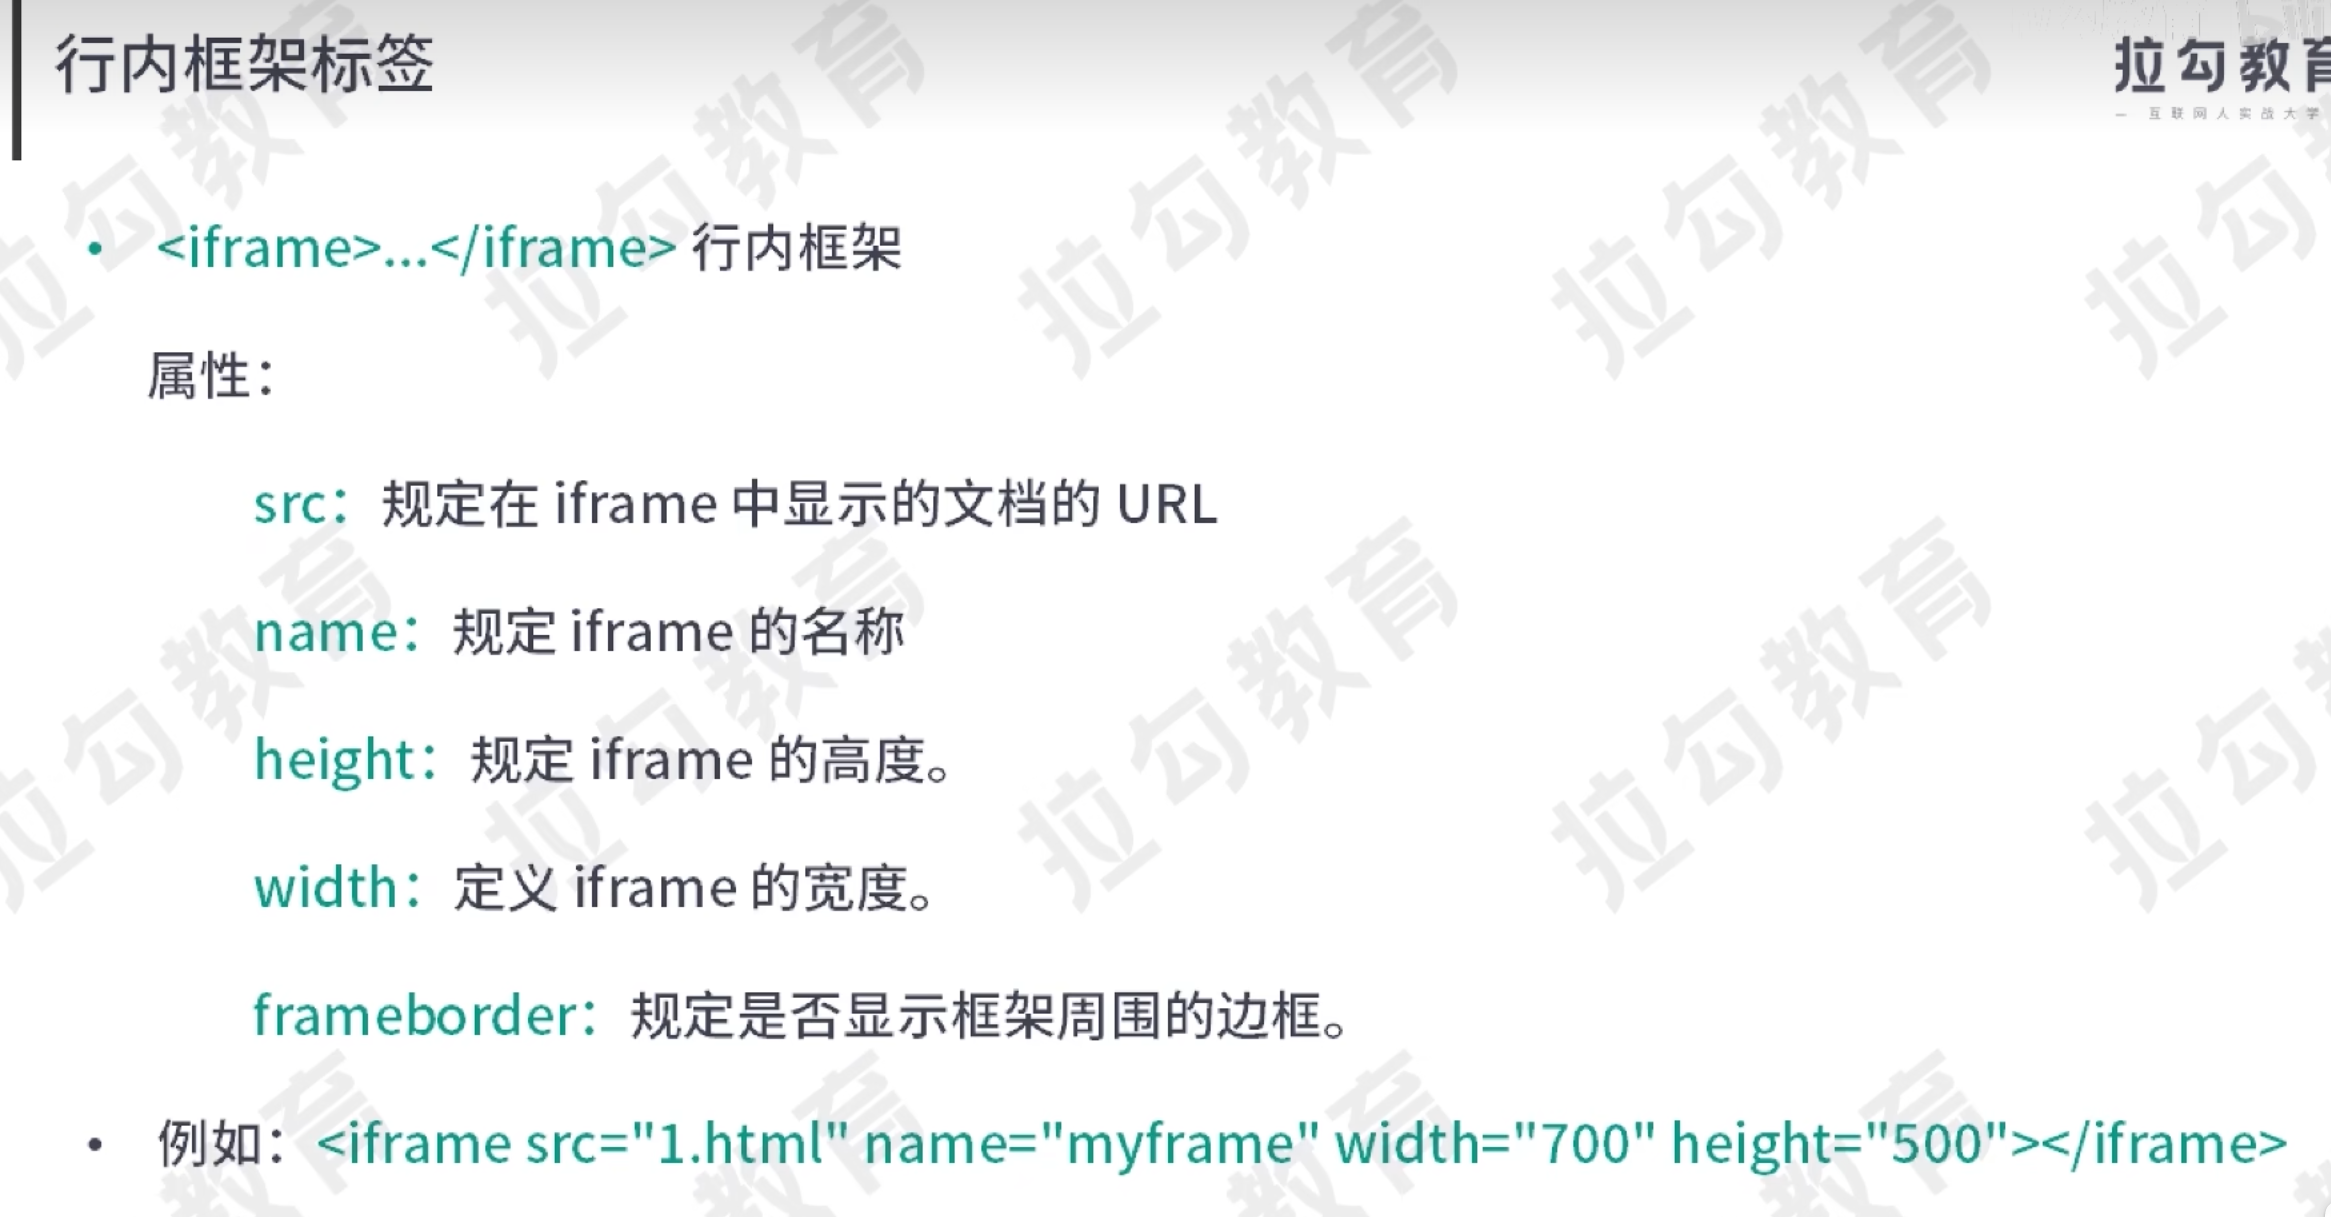 行内框架标签
拉勾教育
— 互联网人实战大学
• <iframe>...</iframe> 行内框架
属性：
src：规定在 iframe 中显示的文档的 URL
name：规定 iframe 的名称
height：规定 iframe 的高度。
width：定义 iframe 的宽度。
frameborder：规定是否显示框架周围的边框。
• 例如：<iframe src="1.html" name="myframe" width="700" height="500"></iframe>